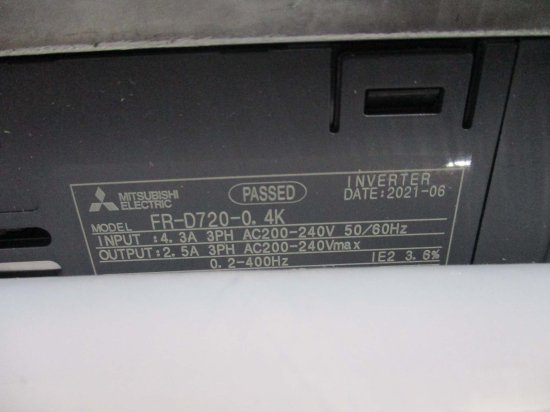 MITSUBISHI ELECTRIC PASSED INVERTER DATE:2021-06
MODEL FR-D720-0.4K
INPUT :4.3A 3PH AC200-240V 50/60Hz
OUTPUT:2.5A 3PH AC200-240Vmax
0.2-400Hz IE2 3.6%